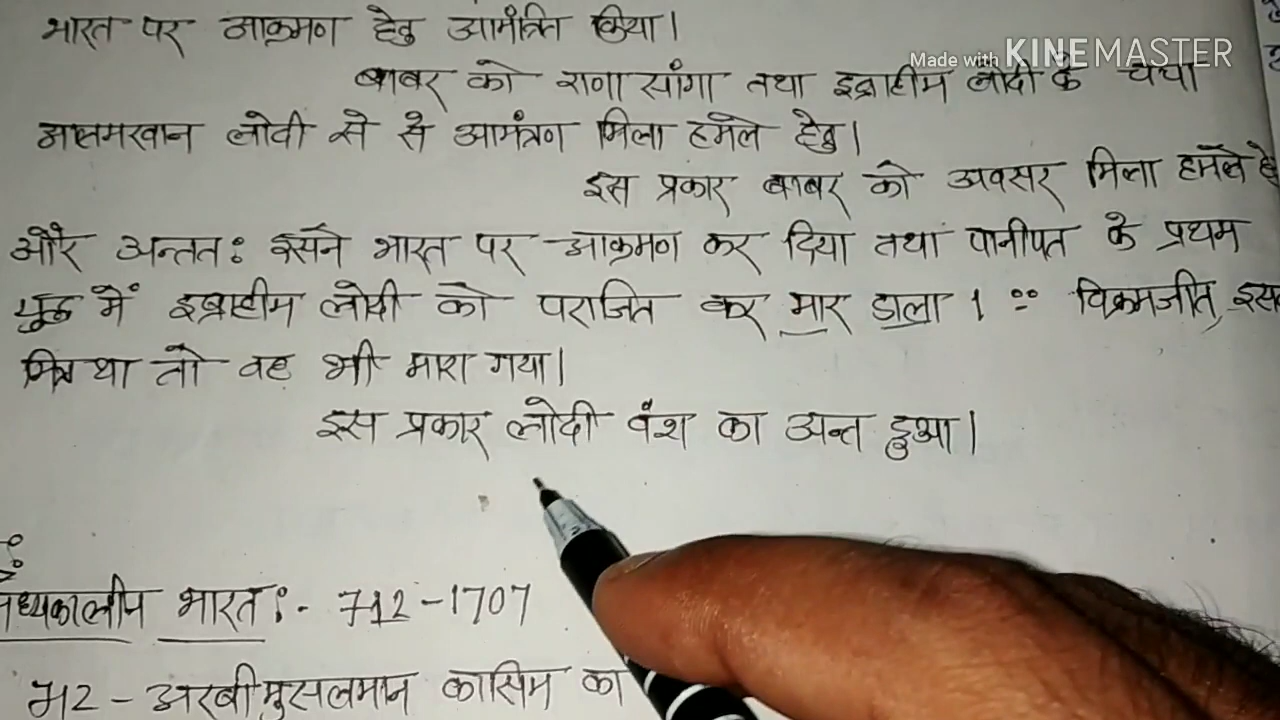 भारत पर आक्रमण हेतु आमंत्रित किया।
Made with KINEMASTER
बाबर को राणा सांगा तथा इब्राहीम लोदी के चचा
आलमखान लोदी से से आमंत्रण मिला हमले हेतु।
इस प्रकार बाबर को अवसर मिला हमले हे
और अन्ततः इसने भारत पर आक्रमण कर दिया तथा पानीपत के प्रथम
युद्ध में इब्राहीम लोदी को पराजित कर मार डाला। ∵ विक्रमजीत, इस
मित्र था तो वह भी मारा गया।
इस प्रकार लोदी वंश का अन्त हुआ।
मध्यकालीन भारत :- 712-1707
712 - अरबी मुसलमान कासिम का